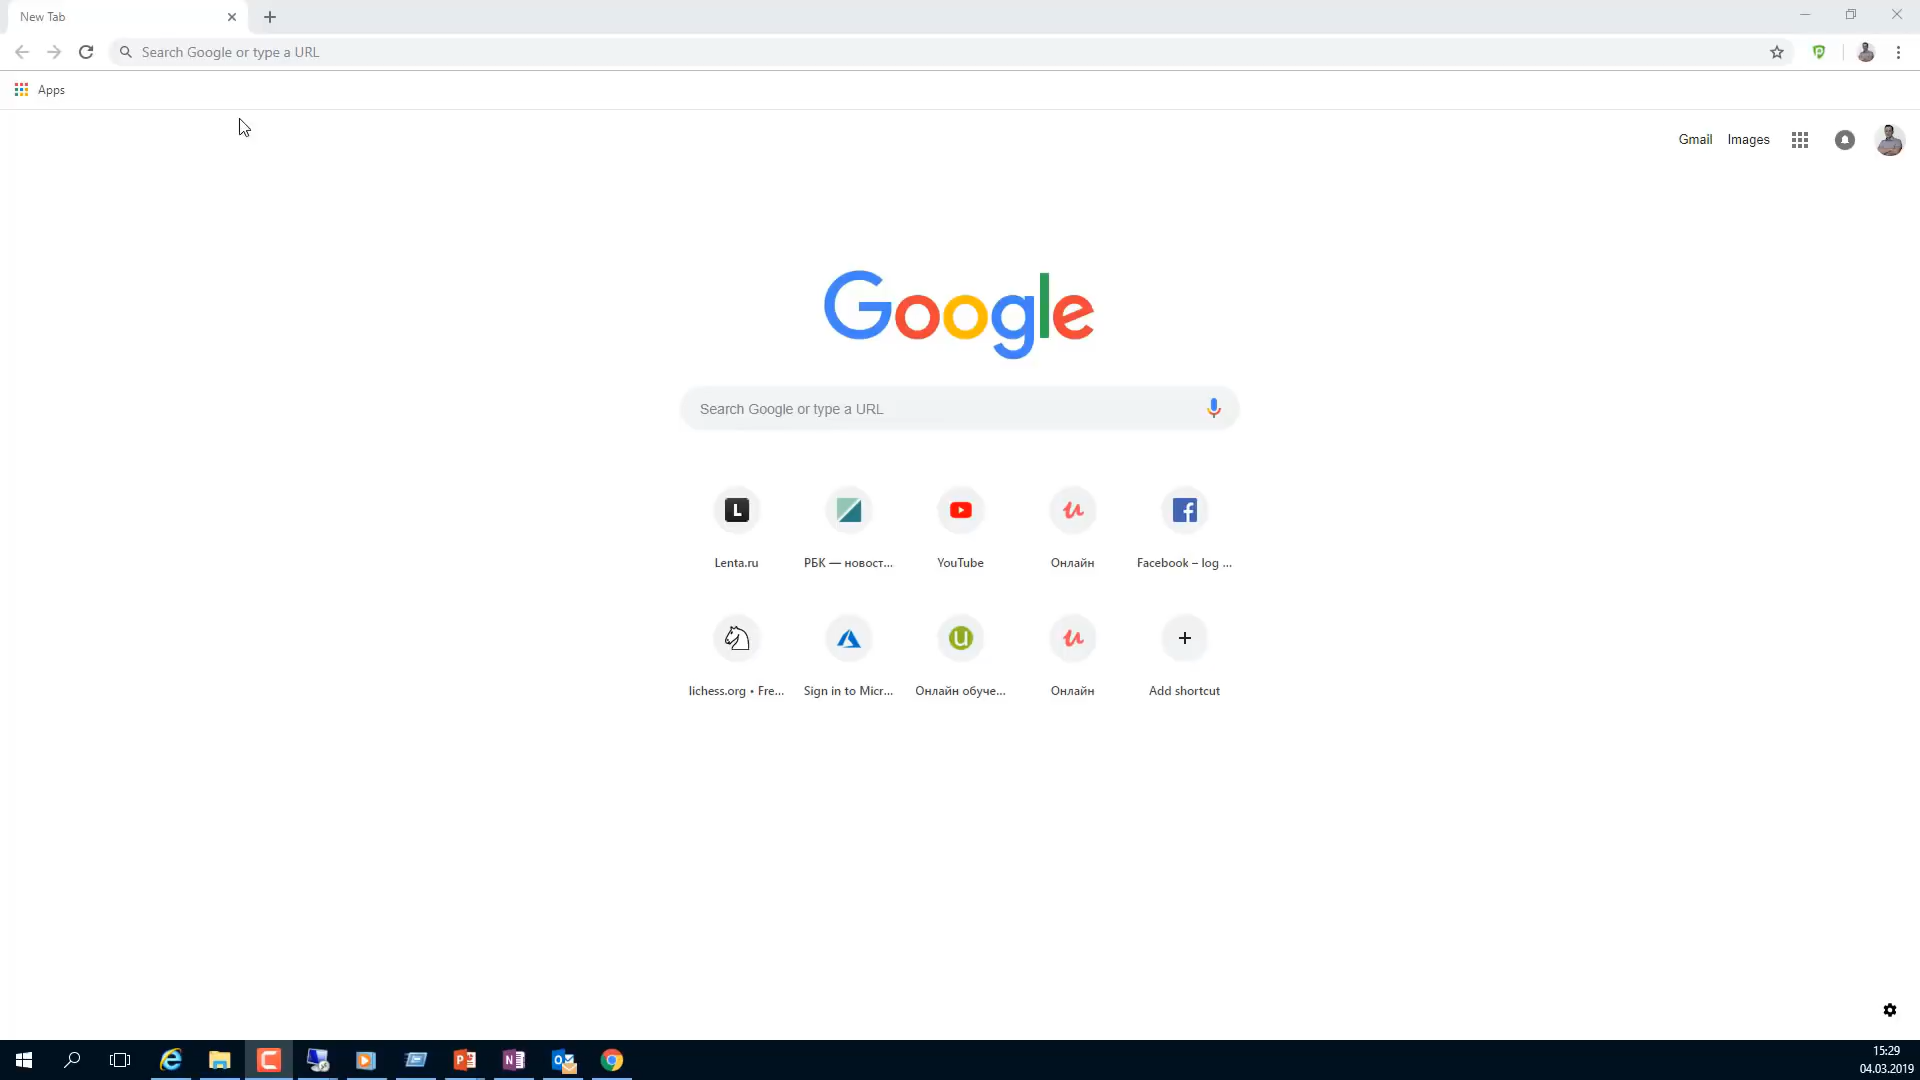 New Tab
Search Google or type a URL
Apps
Gmail Images
Google
Search Google or type a URL
L
Lenta.ru
РБК — новост...
YouTube
Онлайн
Facebook – log ...
lichess.org • Fre...
Sign in to Micr...
Онлайн обуче...
Онлайн
Add shortcut
15:29
04.03.2019